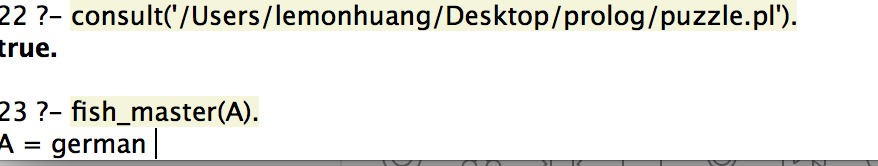 22 ?- consult('/Users/lemonhuang/Desktop/prolog/puzzle.pl').
true.
23 ?- fish_master(A).
A = german